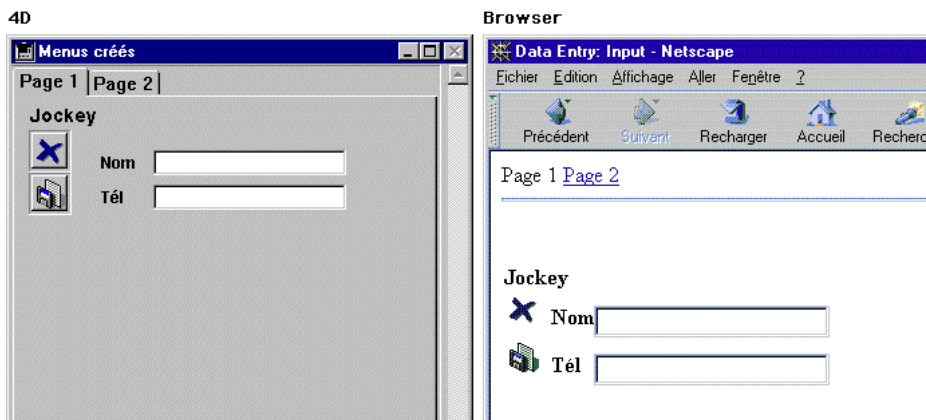 4D
Menus créés
Page 1 Page 2
Jockey
Nom
Tél
Browser
Data Entry: Input - Netscape
Fichier Edition Affichage Aller Fenêtre ?
Précédent Suivant Recharger Accueil Recherc
Page 1 Page 2
Jockey
Nom
Tél